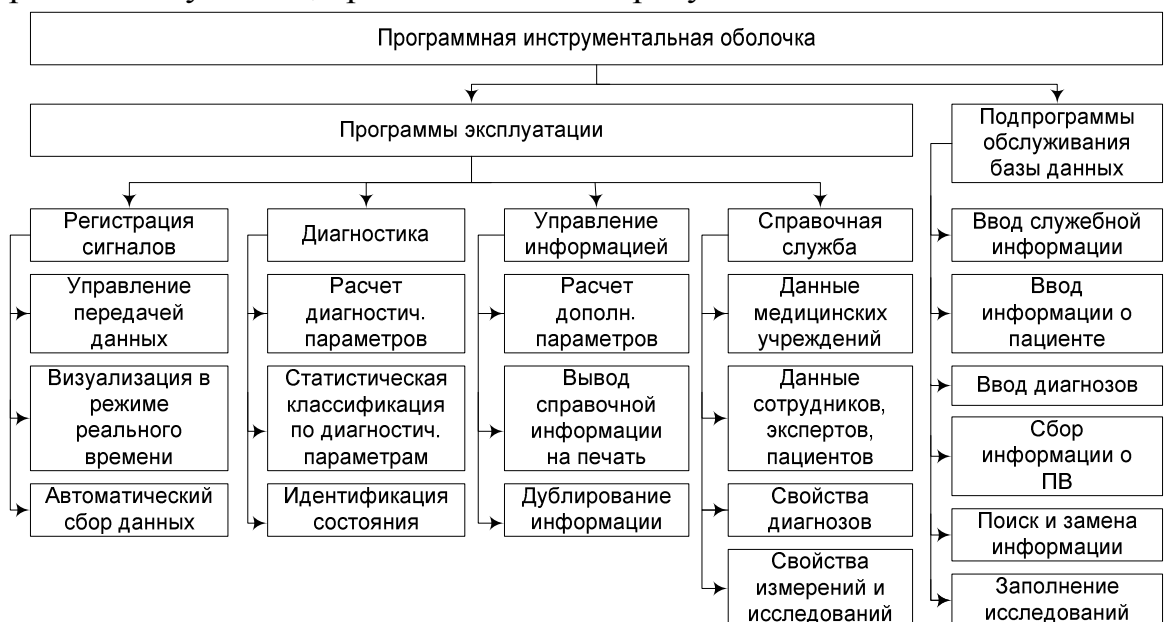 Программная инструментальная оболочка
Программы эксплуатации
Подпрограммы
обслуживания
базы данных
Регистрация
сигналов
Управление
передачей
данных
Визуализация в
режиме
реального
времени
Автоматический
сбор данных
Диагностика
Расчет
диагностич.
параметров
Статистическая
классификация
по диагностич.
параметрам
Идентификация
состояния
Управление
информацией
Расчет
дополн.
параметров
Вывод
справочной
информации
на печать
Дублирование
информации
Справочная
служба
Данные
медицинских
учреждений
Данные
сотрудников,
экспертов,
пациентов
Свойства
диагнозов
Свойства
измерений и
исследований
Ввод служебной
информации
Ввод
информации о
пациенте
Ввод диагнозов
Сбор
информации о
ПВ
Поиск и замена
информации
Заполнение
исследований